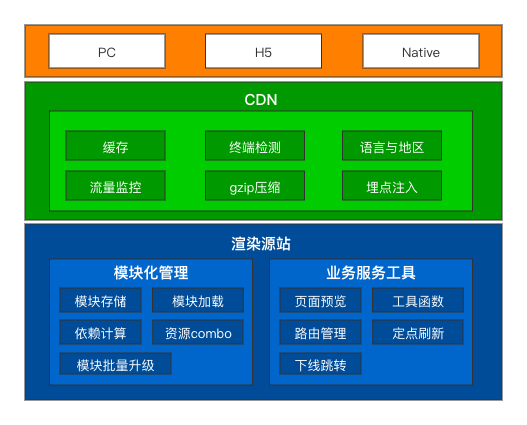 PC H5 Native
CDN
缓存 终端检测 语言与地区
流量监控 gzip压缩 埋点注入
渲染源站
模块化管理 业务服务工具
模块存储 模块加载 页面预览 工具函数
依赖计算 资源combo 路由管理 定点刷新
模块批量升级 下线跳转